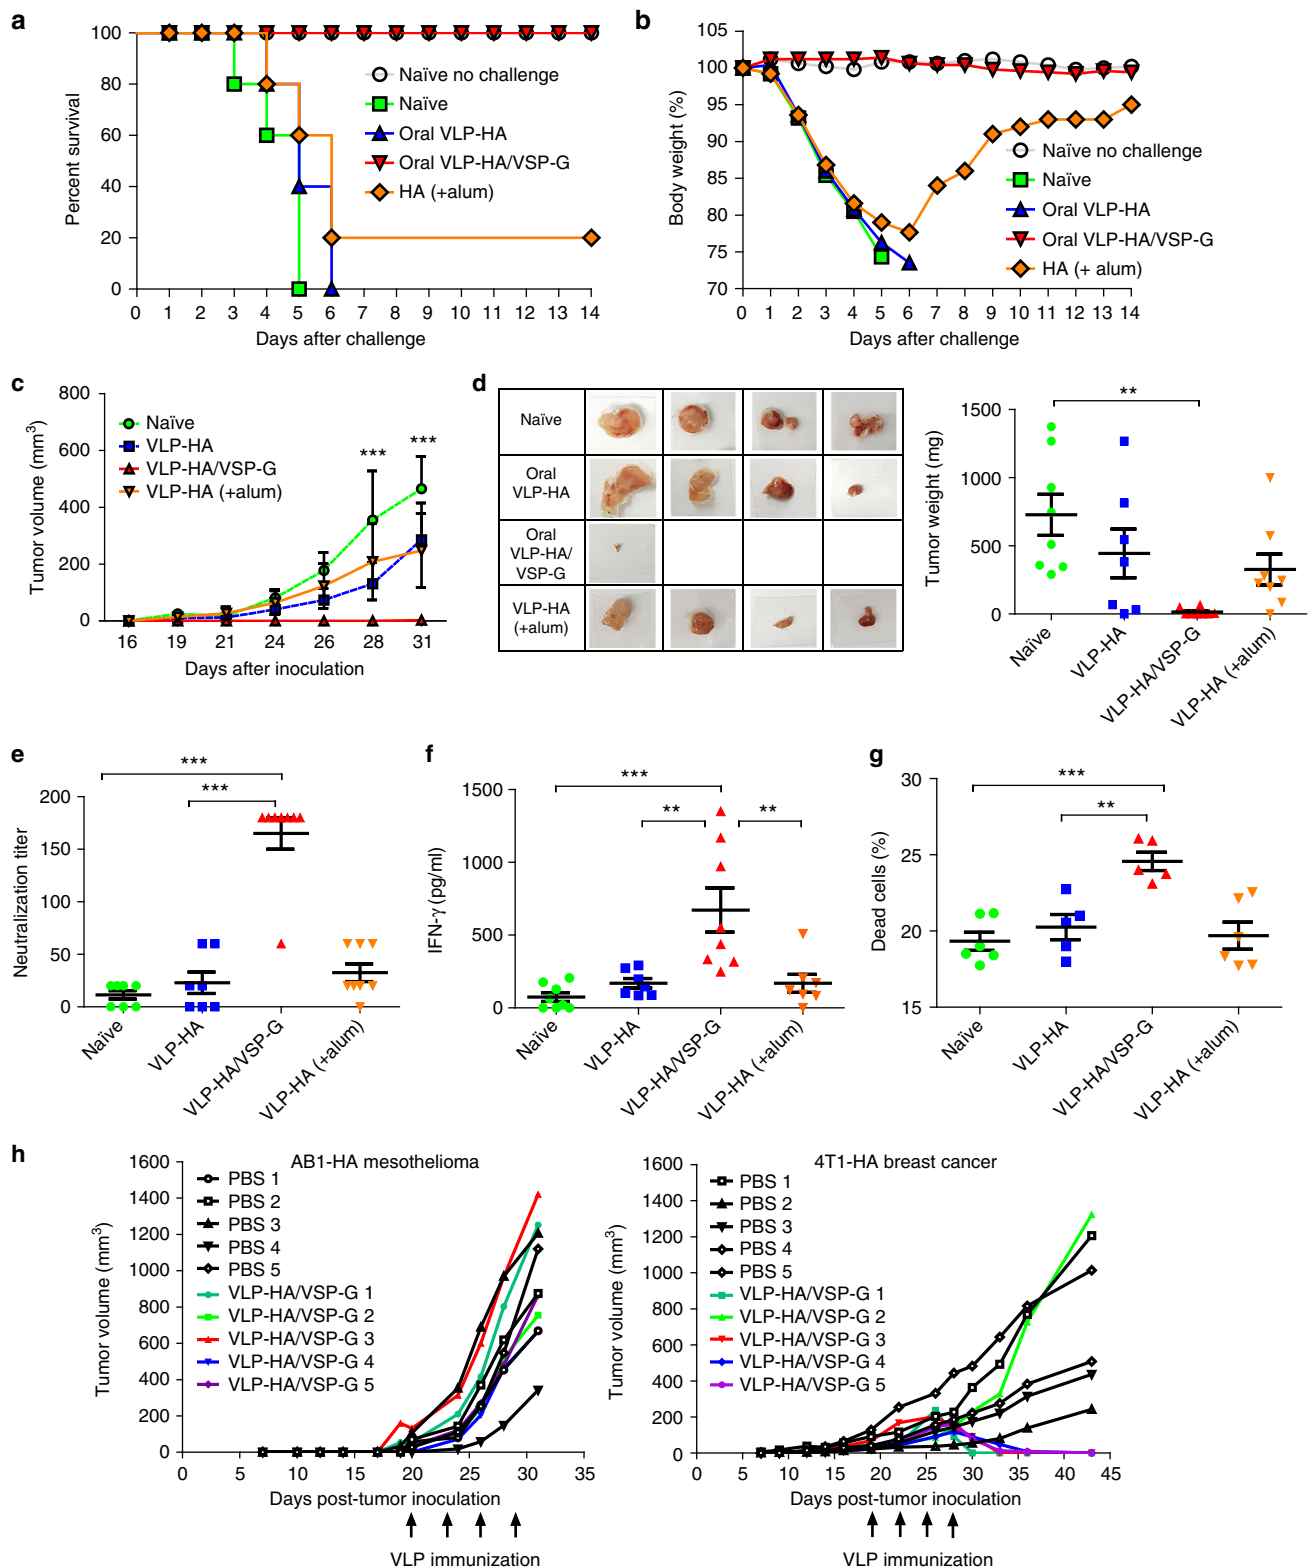 a
Percent survival
100
80
60
40
20
0
0 1 2 3 4 5 6 7 8 9 10 11 12 13 14
Days after challenge
Naïve no challenge
Naïve
Oral VLP-HA
Oral VLP-HA/VSP-G
HA (+alum)
b
Body weight (%)
105
100
95
90
85
80
75
70
0 1 2 3 4 5 6 7 8 9 10 11 12 13 14
Days after challenge
Naïve no challenge
Naïve
Oral VLP-HA
Oral VLP-HA/VSP-G
HA (+ alum)
c
Tumor volume (mm³)
800
600
400
200
0
16 19 21 24 26 28 31
Days after inoculation
Naïve
VLP-HA
VLP-HA/VSP-G
VLP-HA (+alum)
***
***
d
Naïve
Oral
VLP-HA
Oral
VLP-HA/
VSP-G
VLP-HA
(+alum)
Tumor weight (mg)
1500
1000
500
0
**
Naïve
VLP-HA
VLP-HA/VSP-G
VLP-HA (+alum)
e
Neutralization titer
200
150
100
50
0
***
***
Naïve
VLP-HA
VLP-HA/VSP-G
VLP-HA (+alum)
f
IFN-γ (pg/ml)
1500
1000
500
0
***
**
**
Naïve
VLP-HA
VLP-HA/VSP-G
VLP-HA (+alum)
g
Dead cells (%)
30
25
20
15
***
**
Naïve
VLP-HA
VLP-HA/VSP-G
VLP-HA (+alum)
h
AB1-HA mesothelioma
Tumor volume (mm³)
1600
1400
1200
1000
800
600
400
200
0
0 5 10 15 20 25 30 35
Days post-tumor inoculation
VLP immunization
PBS 1
PBS 2
PBS 3
PBS 4
PBS 5
VLP-HA/VSP-G 1
VLP-HA/VSP-G 2
VLP-HA/VSP-G 3
VLP-HA/VSP-G 4
VLP-HA/VSP-G 5
4T1-HA breast cancer
Tumor volume (mm³)
1600
1400
1200
1000
800
600
400
200
0
0 5 10 15 20 25 30 35 40 45
Days post-tumor inoculation
VLP immunization
PBS 1
PBS 2
PBS 3
PBS 4
PBS 5
VLP-HA/VSP-G 1
VLP-HA/VSP-G 2
VLP-HA/VSP-G 3
VLP-HA/VSP-G 4
VLP-HA/VSP-G 5